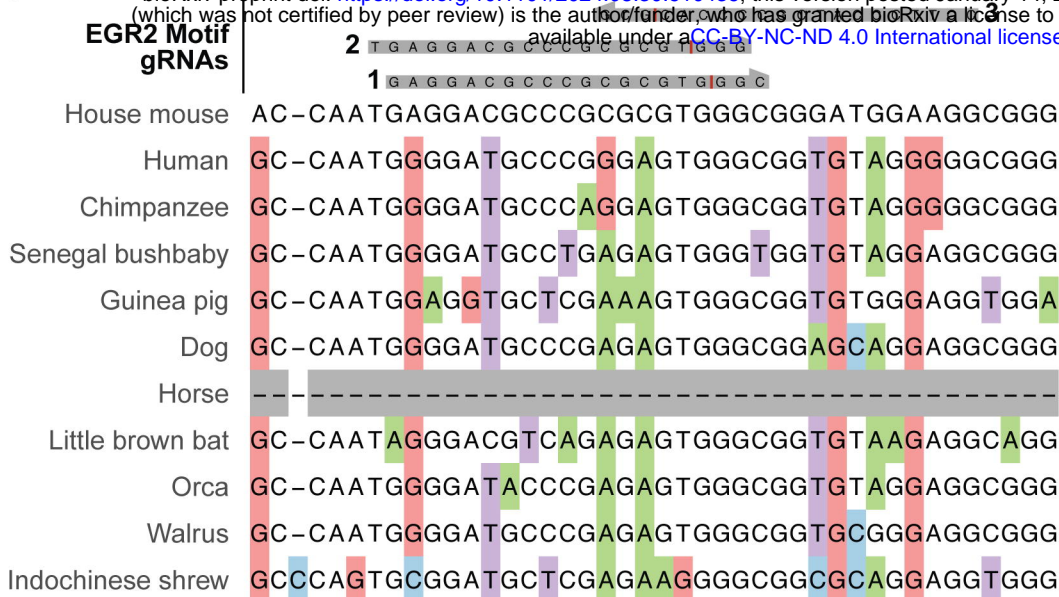 (which was not certified by peer review) is the author/funder, who has granted bioRxiv a license to
available under aCC-BY-NC-ND 4.0 International license
3
EGR2 Motif
gRNAs
2 TGAGGACGCCCGCGCGTGGG
1 GAGGACGCCCGCGCGTGGGC
House mouse AC-CAATGAGGACGCCCGCGCGTGGGCGGGATGGAAGGCGGG
Human GC-CAATGGGGATGCCCGGGAGTGGGCGGTGTAGGGGGCGGG
Chimpanzee GC-CAATGGGGATGCCCAGGAGTGGGCGGTGTAGGGGGCGGG
Senegal bushbaby GC-CAATGGGGATGCCTGAGAGTGGGTGGTGTAGGAGGCGGG
Guinea pig GC-CAATGGAGGTGCTCGAAAGTGGGCGGTGTGGGAGGTGGA
Dog GC-CAATGGGGATGCCCGAGAGTGGGCGGAGCAGGAGGCGGG
Horse ------------------------------------------
Little brown bat GC-CAATAGGGACGTCAGAGAGTGGGCGGTGTAAGAGGCAGG
Orca GC-CAATGGGGATACCCGAGAGTGGGCGGTGTAGGAGGCGGG
Walrus GC-CAATGGGGATGCCCGAGAGTGGGCGGTGCGGGAGGCGGG
Indochinese shrew GCCCAGTGCGGATGCTCGAGAAGGGGCGGCGCAGGAGGTGGG